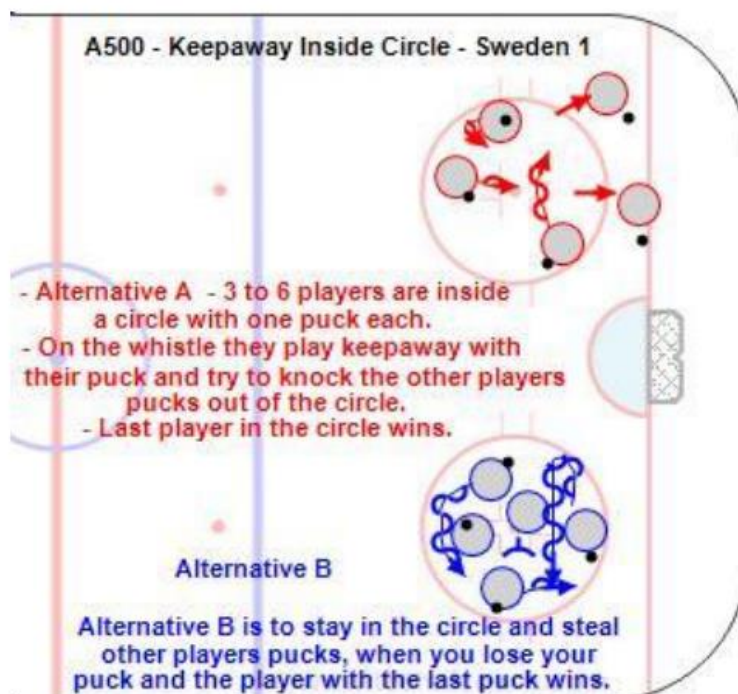 A500 - Keepaway Inside Circle - Sweden 1
- Alternative A - 3 to 6 players are inside
a circle with one puck each.
- On the whistle they play keepaway with
their puck and try to knock the other players
pucks out of the circle.
- Last player in the circle wins.
Alternative B
Alternative B is to stay in the circle and steal
other players pucks, when you lose your
puck and the player with the last puck wins.